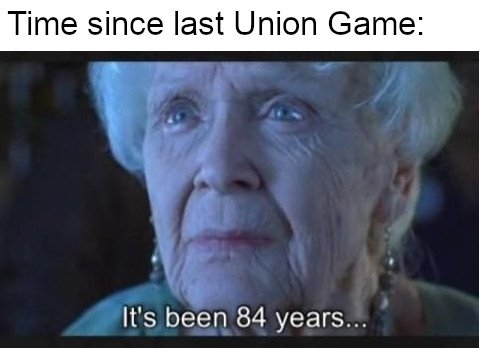 Time since last Union Game:
It's been 84 years...